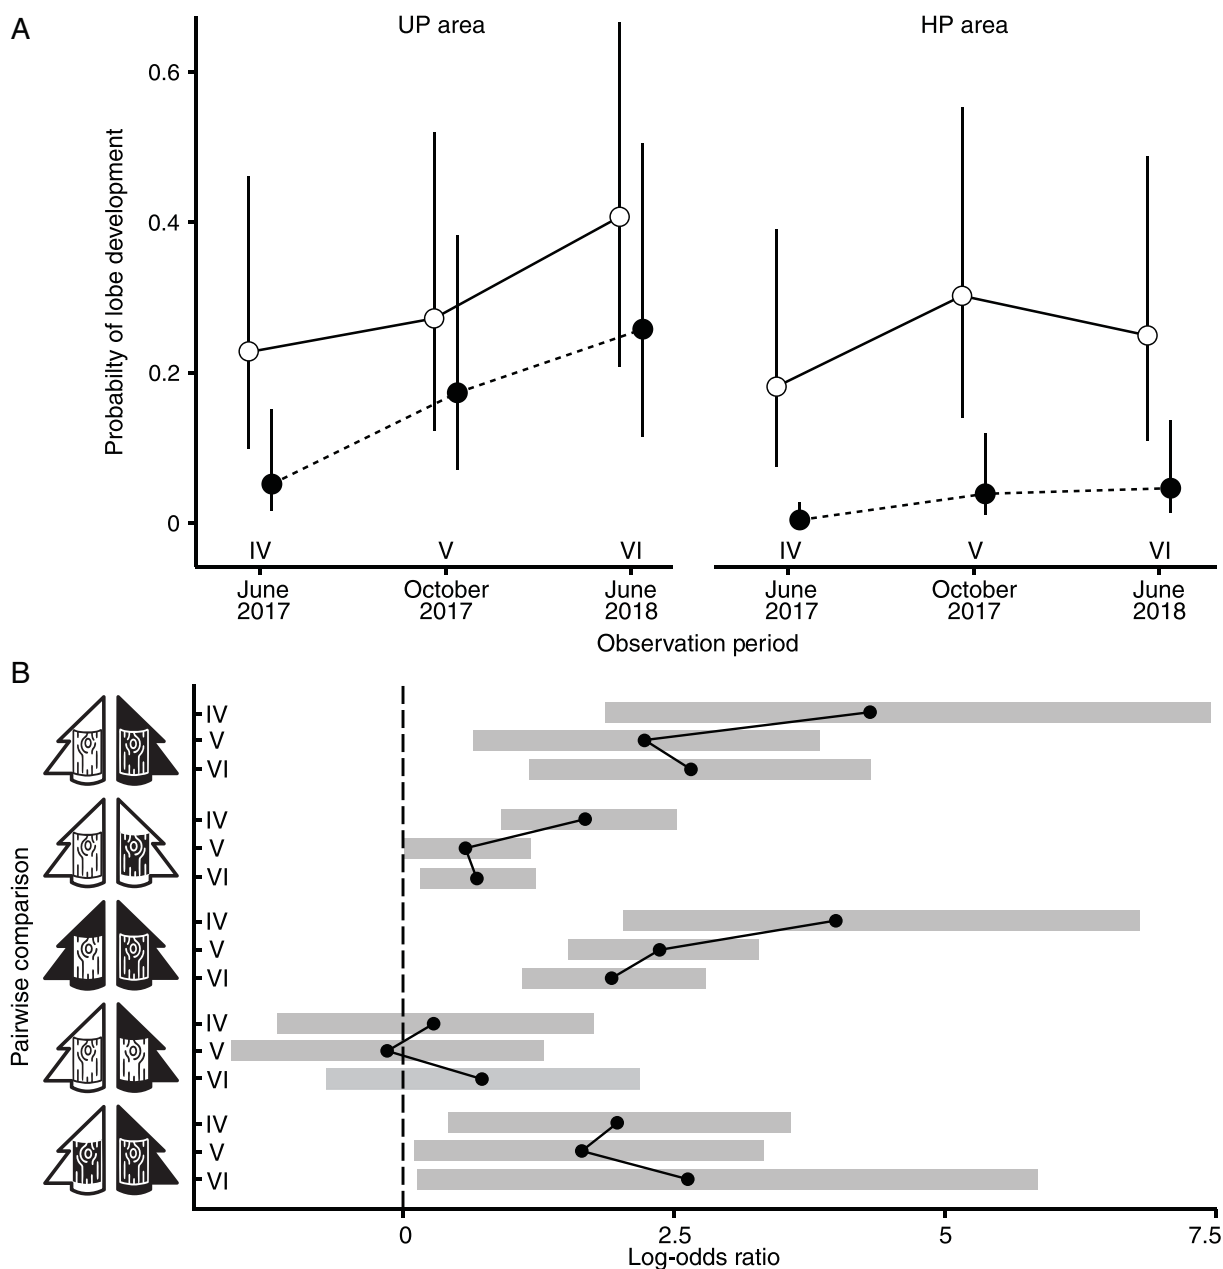 A
UP area
HP area
Probabilty of lobe development
0.6
0.4
0.2
0
IV
V
VI
IV
V
VI
June
2017
October
2017
June
2018
June
2017
October
2017
June
2018
Observation period
B
Pairwise comparison
IV
V
VI
IV
V
VI
IV
V
VI
IV
V
VI
IV
V
VI
0
2.5
5
7.5
Log-odds ratio